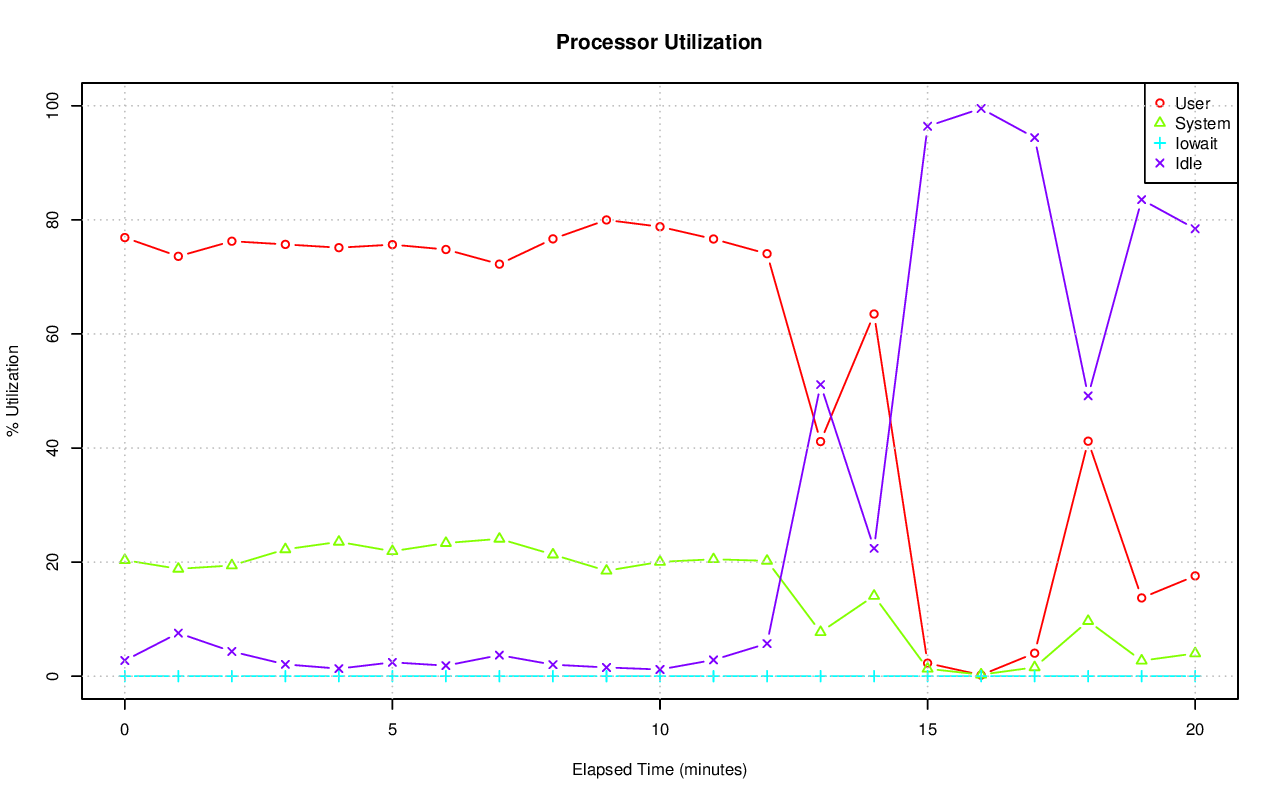 Processor Utilization
User
System
Iowait
Idle
% Utilization
100
80
60
40
20
0
0 5 10 15 20
Elapsed Time (minutes)